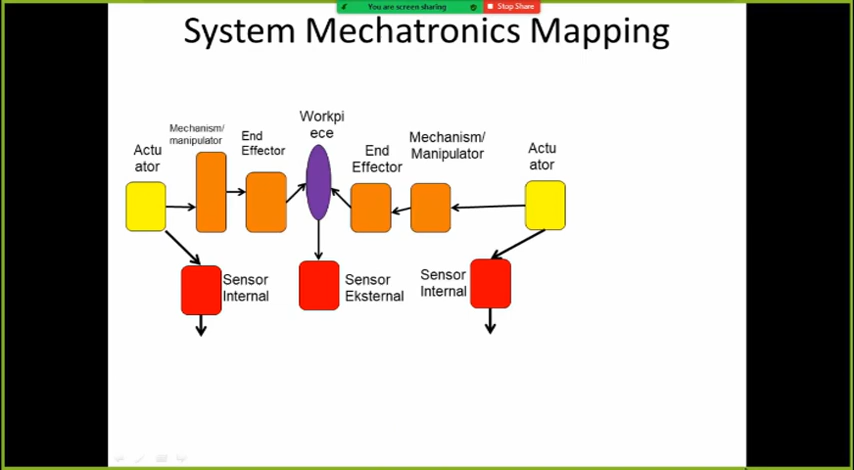 You are screen sharing
Stop Share
System Mechatronics Mapping
Workpi
ece
Mechanism/
manipulator
End
Effector
Actu
ator
End
Effector
Mechanism/
Manipulator
Actu
ator
Sensor
Internal
Sensor
Eksternal
Sensor
Internal